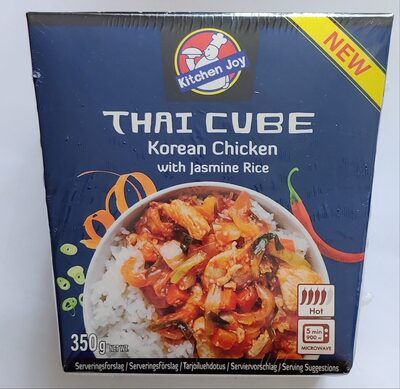 Kitchen Joy
NEW
THAI CUBE
Korean Chicken
with Jasmine Rice
Hot
5 min
900 W
MICROWAVE
350g NET WT.
Serveringsforslag / Serveringsförslag / Tarjoiluehdotus / Serviervorschlag / Serving Suggestions